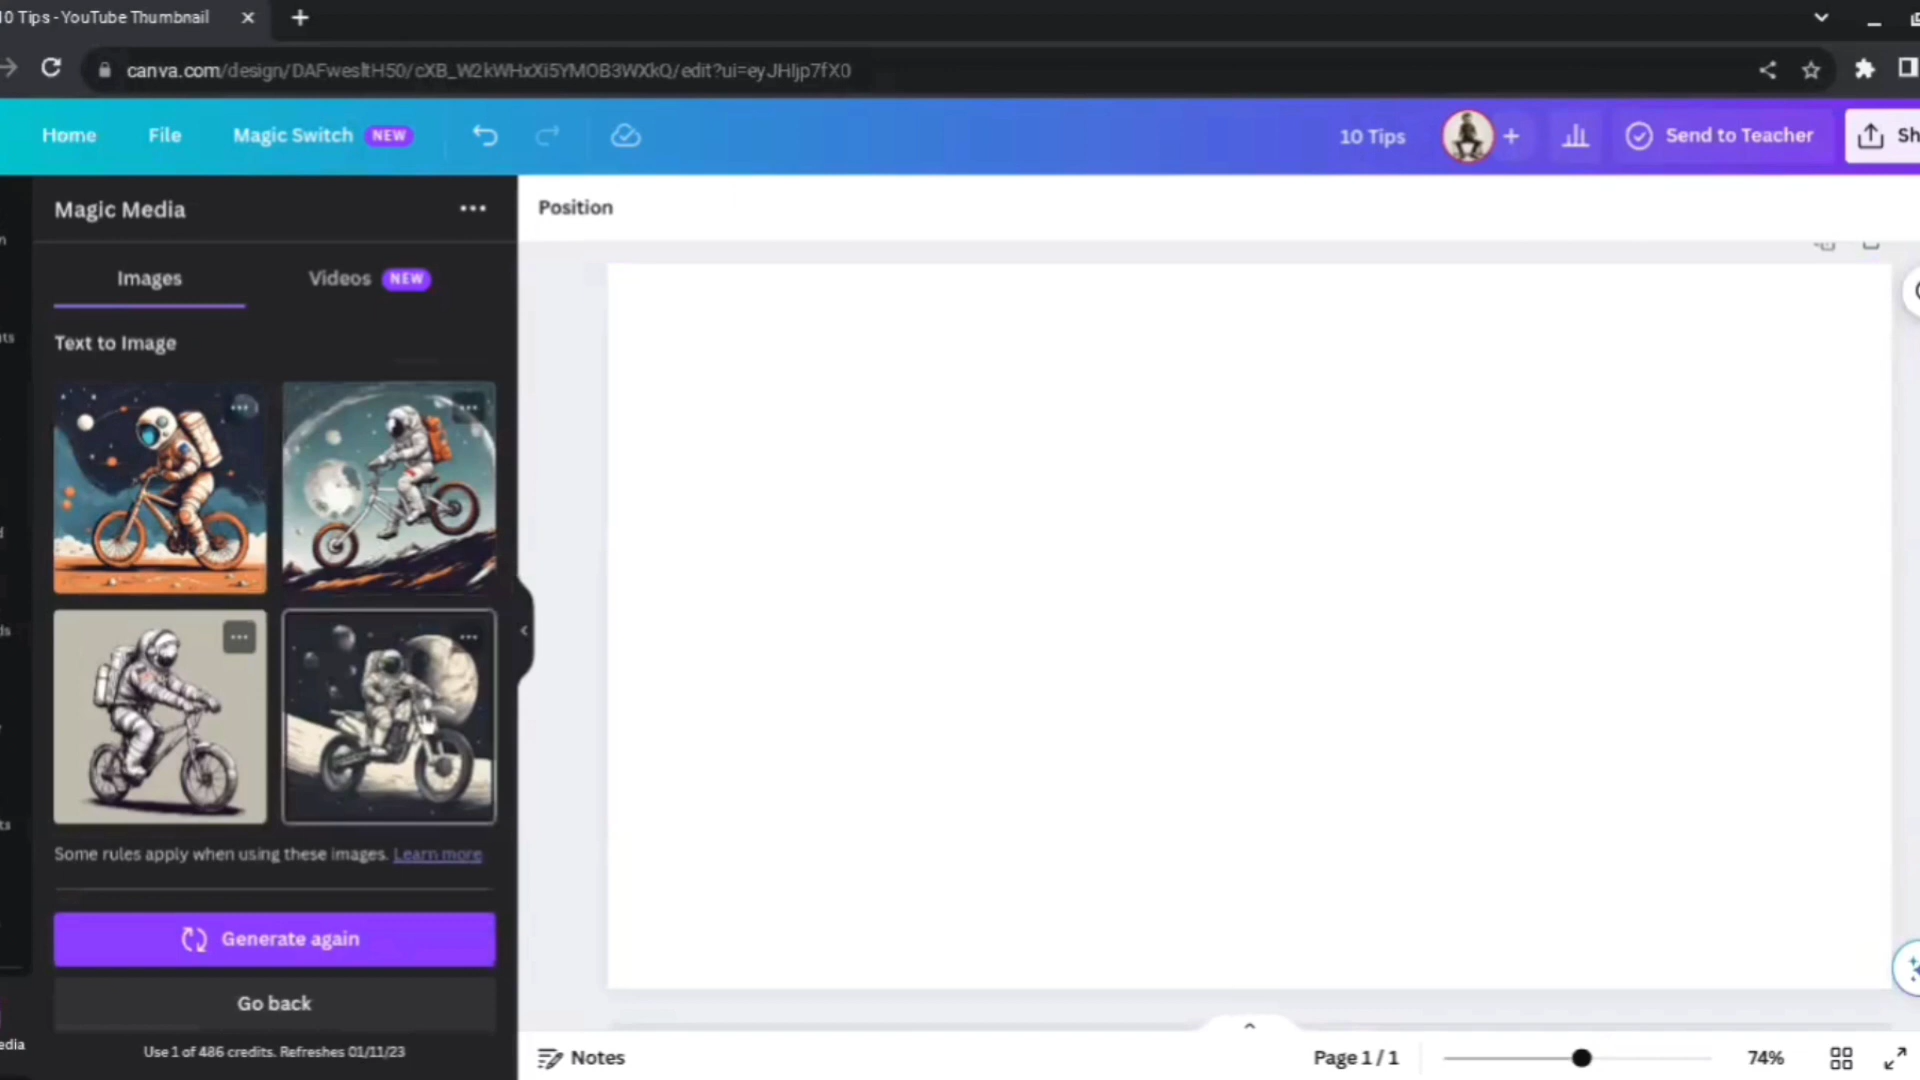 10 Tips - YouTube Thumbnail
canva.com/design/DAFwesltH50/cXB_W2kWHxXi5YMOB3WXkQ/edit?ui=eyJHIjp7fX0
Home
File
Magic Switch NEW
10 Tips
Send to Teacher
Sh
Magic Media
Position
Images
Videos NEW
Text to Image
Some rules apply when using these images. Learn more
Generate again
Go back
Use 1 of 486 credits. Refreshes 01/11/23
edia
Notes
Page 1 / 1
74%